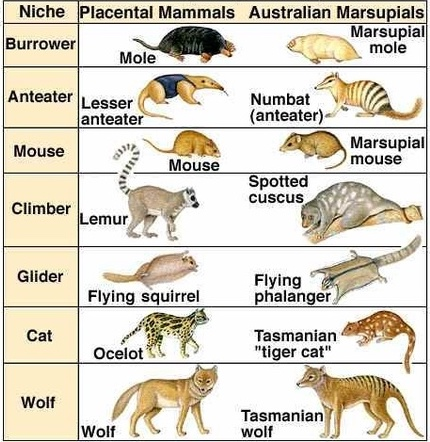 Niche Placental Mammals Australian Marsupials
Burrower
Mole
Marsupial
mole
Anteater
Lesser
anteater
Numbat
(anteater)
Mouse
Mouse
Marsupial
mouse
Climber
Lemur
Spotted
cuscus
Glider
Flying squirrel
Flying
phalanger
Cat
Ocelot
Tasmanian
"tiger cat"
Wolf
Wolf
Tasmanian
wolf